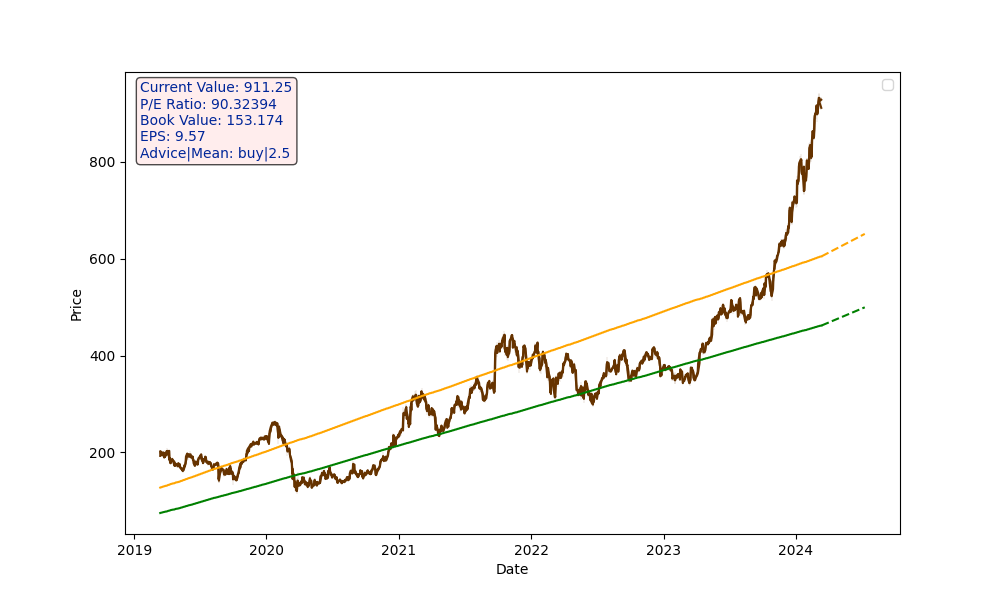 Current Value: 911.25
P/E Ratio: 90.32394
Book Value: 153.174
EPS: 9.57
Advice|Mean: buy|2.5
800
600
400
200
Price
2019 2020 2021 2022 2023 2024
Date